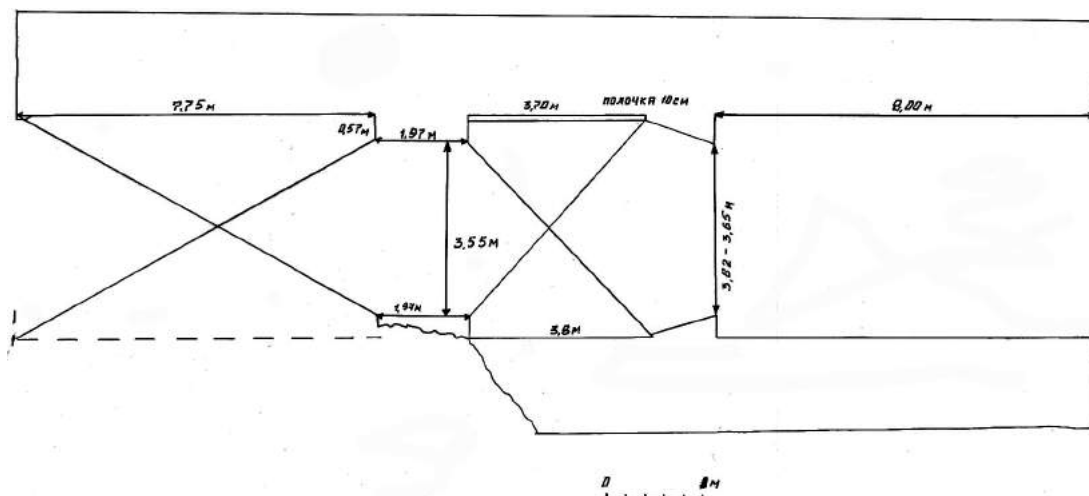 7,75 м
3,70 м
полочка 10 см
8,00 м
0,57 м
1,97 м
3,55 м
3,62 - 3,65 м
1,97 м
3,8 м
0
м